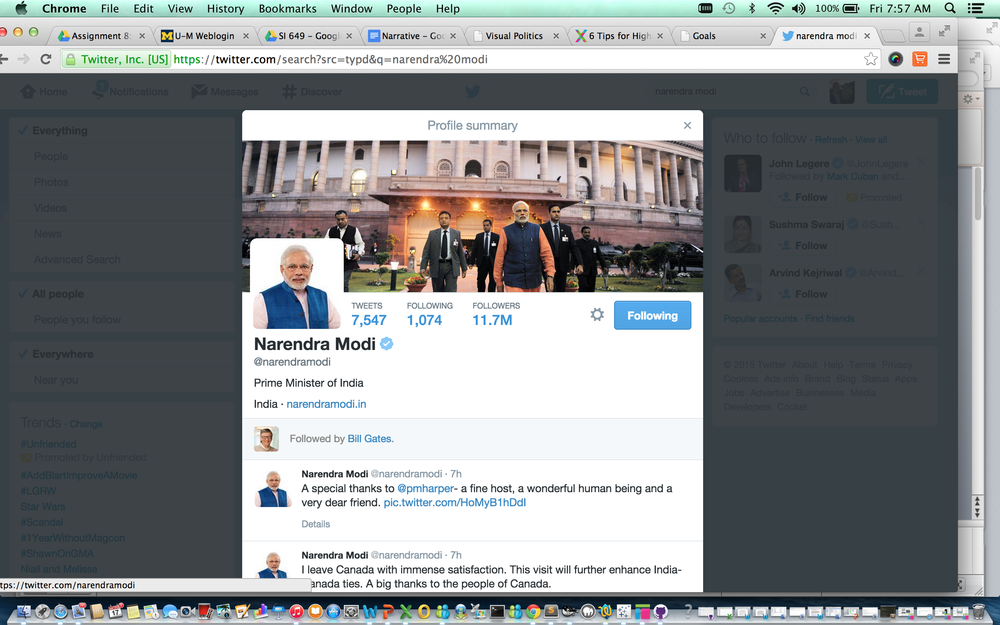 Chrome File Edit View History Bookmarks Window People Help 100% Fri 7:57 AM
Assignment 8: U-M Weblogin SI 649 - Googl Narrative - Goo Visual Politics 6 Tips for High Goals narendra modi
Twitter, Inc. [US] https://twitter.com/search?src=typd&q=narendra%20modi
Home 1 Notifications Messages Discover narendra modi Tweet
Everything
People
Photos
Videos
News
Advanced Search
All people
People you follow
Everywhere
Near you
Trends · Change
#Unfriended
Promoted by Unfriended
#AddBlartImproveAMovie
#LGRW
Star Wars
#Scandal
#1YearWithoutMagcon
#ShawnOnGMA
Niall and Melissa
tps://twitter.com/narendramodi
Profile summary
TWEETS FOLLOWING FOLLOWERS
7,547 1,074 11.7M
Following
Narendra Modi
@narendramodi
Prime Minister of India
India · narendramodi.in
Followed by Bill Gates.
Narendra Modi @narendramodi · 7h
A special thanks to @pmharper- a fine host, a wonderful human being and a
very dear friend. pic.twitter.com/HoMyB1hDdI
Details
Narendra Modi @narendramodi · 7h
I leave Canada with immense satisfaction. This visit will further enhance India-
anada ties. A big thanks to the people of Canada.
Who to follow · Refresh · View all
John Legere @JohnLegere
Followed by Mark Cuban and...
Follow Promoted
Sushma Swaraj @Sush...
Follow
Arvind Kejriwal @Arvind...
Follow
Popular accounts · Find friends
© 2015 Twitter About Help Terms Privacy
Cookies Ads info Brand Blog Status Apps
Jobs Advertise Businesses Media
Developers Cricket
295 17 5